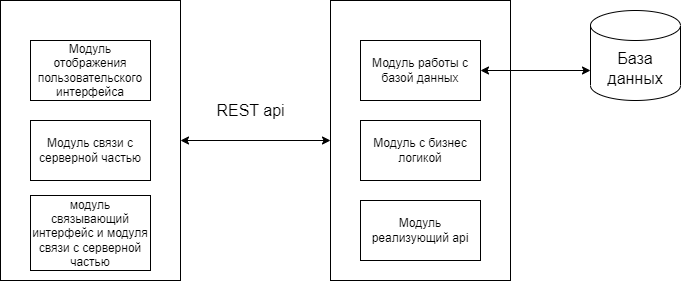 Модуль
отображения
пользовательского
интерфейса
Модуль связи с
серверной частью
модуль
связывающий
интерфейс и модуля
связи с серверной
частью
REST api
Модуль работы с
базой данных
Модуль с бизнес
логикой
Модуль
реализующий api
База
данных